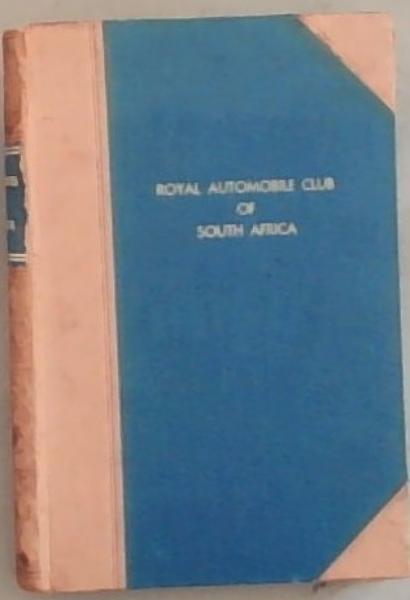 ROYAL AUTOMOBILE CLUB
OF
SOUTH AFRICA